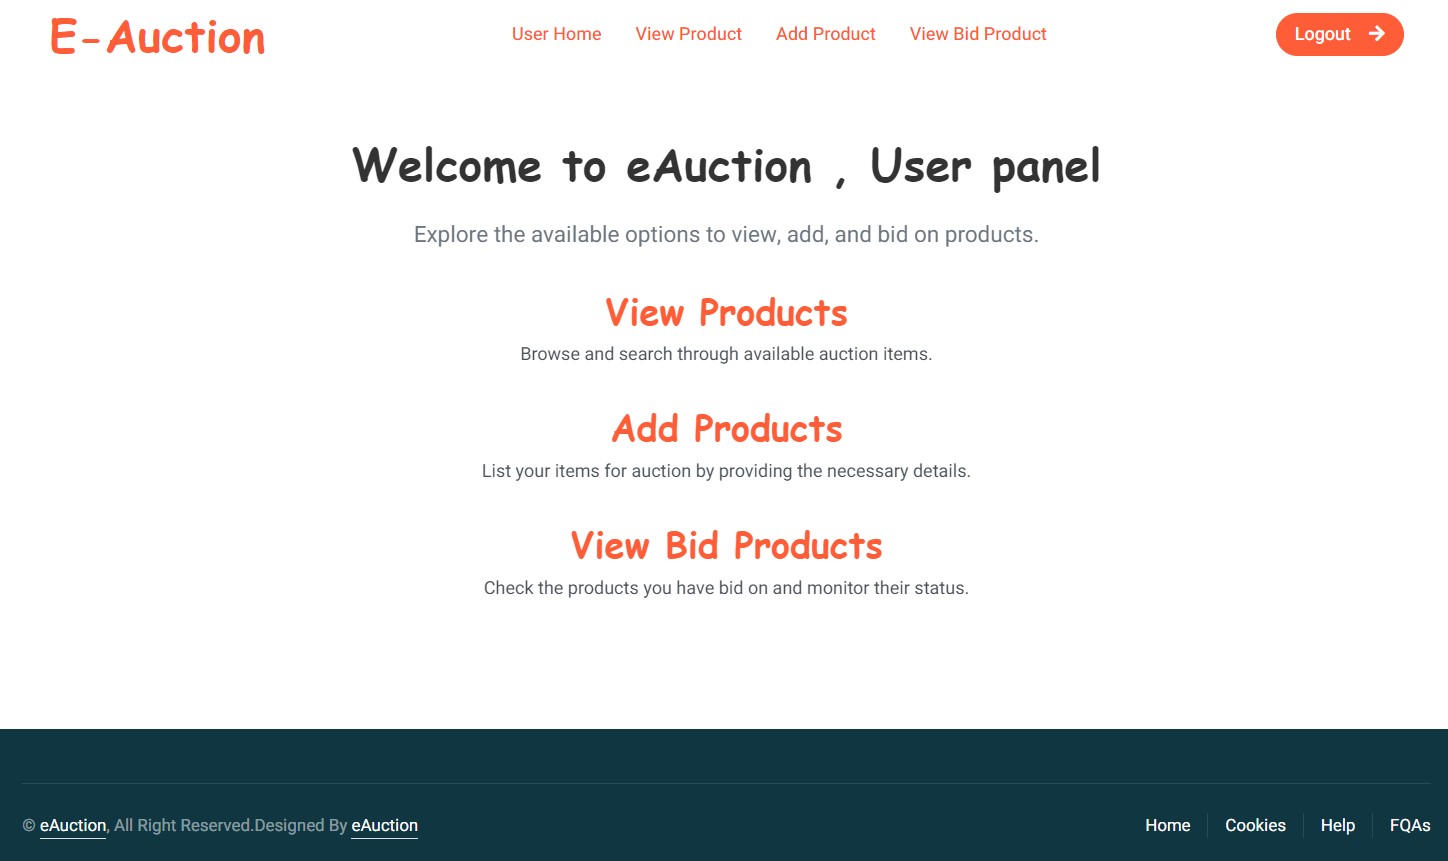 E-Auction
User Home View Product Add Product View Bid Product
Logout
Welcome to eAuction , User panel
Explore the available options to view, add, and bid on products.
View Products
Browse and search through available auction items.
Add Products
List your items for auction by providing the necessary details.
View Bid Products
Check the products you have bid on and monitor their status.
© eAuction, All Right Reserved.Designed By eAuction
Home Cookies Help FQAs